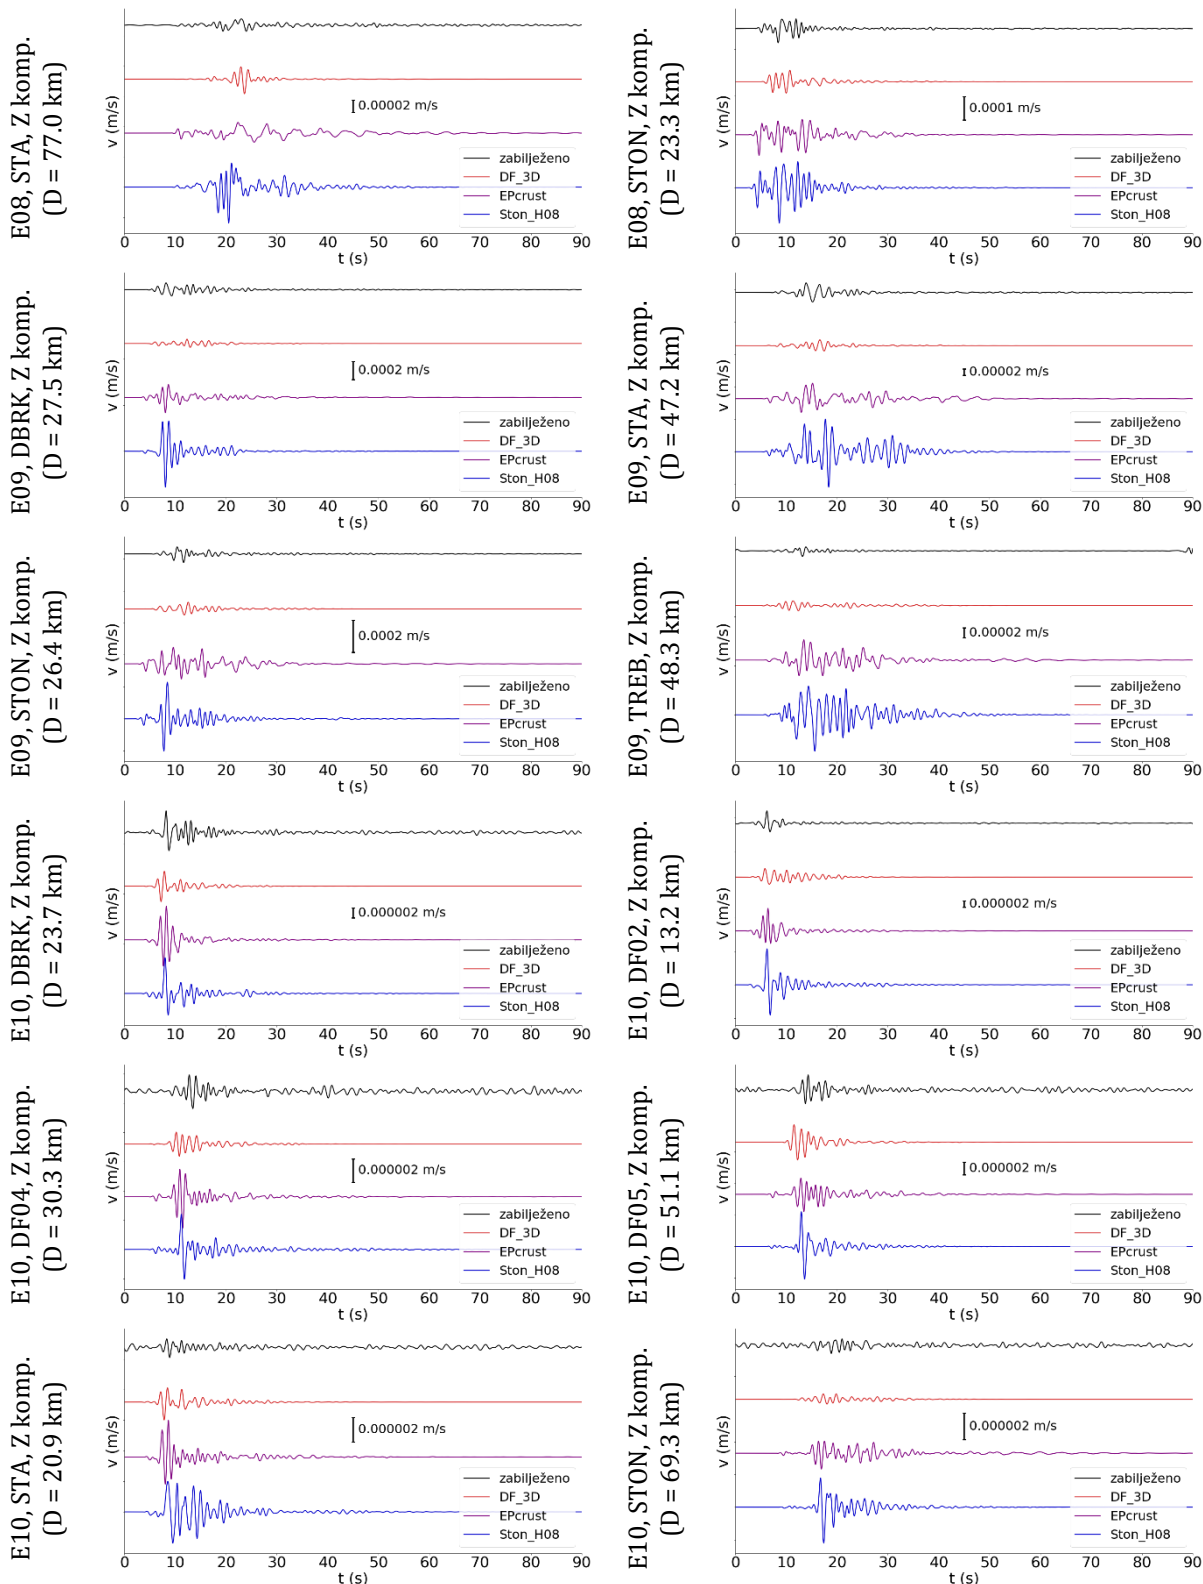 E08, STA, Z komp.
(D = 77.0 km)
v (m/s)
0.00002 m/s
zabilježeno
DF_3D
EPcrust
Ston_H08
0 10 20 30 40 50 60 70 80 90
t (s)
E08, STON, Z komp.
(D = 23.3 km)
v (m/s)
0.0001 m/s
zabilježeno
DF_3D
EPcrust
Ston_H08
0 10 20 30 40 50 60 70 80 90
t (s)
E09, DBRK, Z komp.
(D = 27.5 km)
v (m/s)
0.0002 m/s
zabilježeno
DF_3D
EPcrust
Ston_H08
0 10 20 30 40 50 60 70 80 90
t (s)
E09, STA, Z komp.
(D = 47.2 km)
v (m/s)
0.00002 m/s
zabilježeno
DF_3D
EPcrust
Ston_H08
0 10 20 30 40 50 60 70 80 90
t (s)
E09, STON, Z komp.
(D = 26.4 km)
v (m/s)
0.0002 m/s
zabilježeno
DF_3D
EPcrust
Ston_H08
0 10 20 30 40 50 60 70 80 90
t (s)
E09, TREB, Z komp.
(D = 48.3 km)
v (m/s)
0.00002 m/s
zabilježeno
DF_3D
EPcrust
Ston_H08
0 10 20 30 40 50 60 70 80 90
t (s)
E10, DBRK, Z komp.
(D = 23.7 km)
v (m/s)
0.000002 m/s
zabilježeno
DF_3D
EPcrust
Ston_H08
0 10 20 30 40 50 60 70 80 90
t (s)
E10, DF02, Z komp.
(D = 13.2 km)
v (m/s)
0.000002 m/s
zabilježeno
DF_3D
EPcrust
Ston_H08
0 10 20 30 40 50 60 70 80 90
t (s)
E10, DF04, Z komp.
(D = 30.3 km)
v (m/s)
0.000002 m/s
zabilježeno
DF_3D
EPcrust
Ston_H08
0 10 20 30 40 50 60 70 80 90
t (s)
E10, DF05, Z komp.
(D = 51.1 km)
v (m/s)
0.000002 m/s
zabilježeno
DF_3D
EPcrust
Ston_H08
0 10 20 30 40 50 60 70 80 90
t (s)
E10, STA, Z komp.
(D = 20.9 km)
v (m/s)
0.000002 m/s
zabilježeno
DF_3D
EPcrust
Ston_H08
0 10 20 30 40 50 60 70 80 90
t (s)
E10, STON, Z komp.
(D = 69.3 km)
v (m/s)
0.000002 m/s
zabilježeno
DF_3D
EPcrust
Ston_H08
0 10 20 30 40 50 60 70 80 90
t (s)